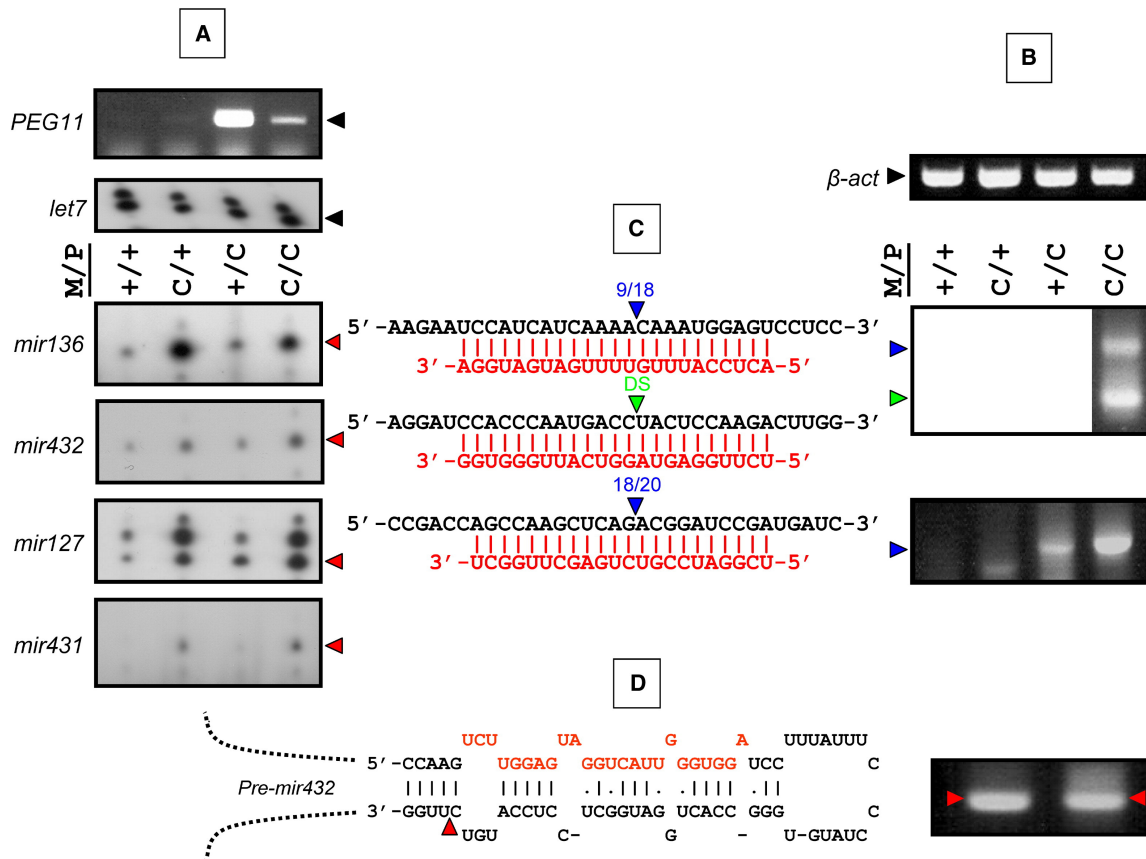 A
B
PEG11
let7
β-act
M/P
+/+
C/+
+/C
C/C
M/P
+/+
C/+
+/C
C/C
C
mir136
9/18
5’-AAGAAUCCAUCAUCAAAACAAAUGGAGUCCUCC-3’
3’-AGGUAGUAGUUUUGUUUACCUCA-5’
mir432
DS
5’-AGGAUCCACCCAAUGACCUACUCCAAGACUUGG-3’
3’-GGUGGGUUACUGGAUGAGGUUCU-5’
mir127
18/20
5’-CCGACCAGCCAAGCUCAGACGGAUCCGAUGAUC-3’
3’-UCGGUUCGAGUCUGCCUAGGCU-5’
mir431
D
UCU UA G A UUUAUUU
5’-CCAAG UGGAG GGUCAUU GGUGG UCC C
Pre-mir432
3’-GGUUC ACCUC UCGGUAG UCACC GGG C
UGU C- G - U-GUAUC